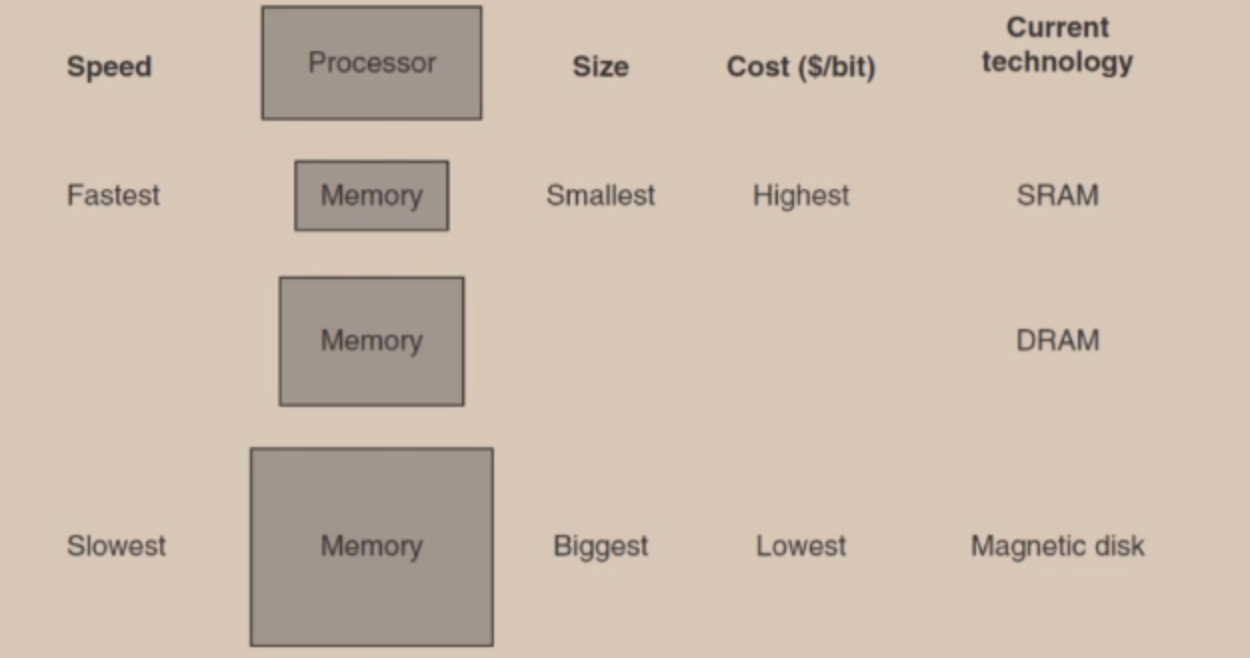 Speed
Processor
Size
Cost ($/bit)
Current
technology
Fastest
Memory
Smallest
Highest
SRAM
Memory
DRAM
Slowest
Memory
Biggest
Lowest
Magnetic disk